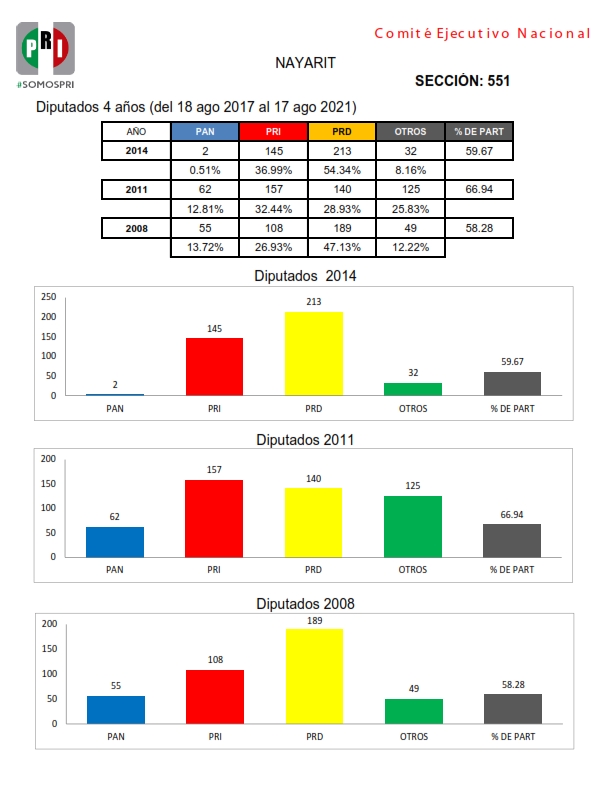 Comité Ejecutivo Nacional
PRI
#SOMOSPRI
NAYARIT
SECCIÓN: 551
Diputados 4 años (del 18 ago 2017 al 17 ago 2021)
AÑO PAN PRI PRD OTROS % DE PART
2014 2 145 213 32 59.67
0.51% 36.99% 54.34% 8.16%
2011 62 157 140 125 66.94
12.81% 32.44% 28.93% 25.83%
2008 55 108 189 49 58.28
13.72% 26.93% 47.13% 12.22%
Diputados 2014
250
200
150
100
50
0
2 145 213 32 59.67
PAN PRI PRD OTROS % DE PART
Diputados 2011
200
150
100
50
0
62 157 140 125 66.94
PAN PRI PRD OTROS % DE PART
Diputados 2008
200
150
100
50
0
55 108 189 49 58.28
PAN PRI PRD OTROS % DE PART